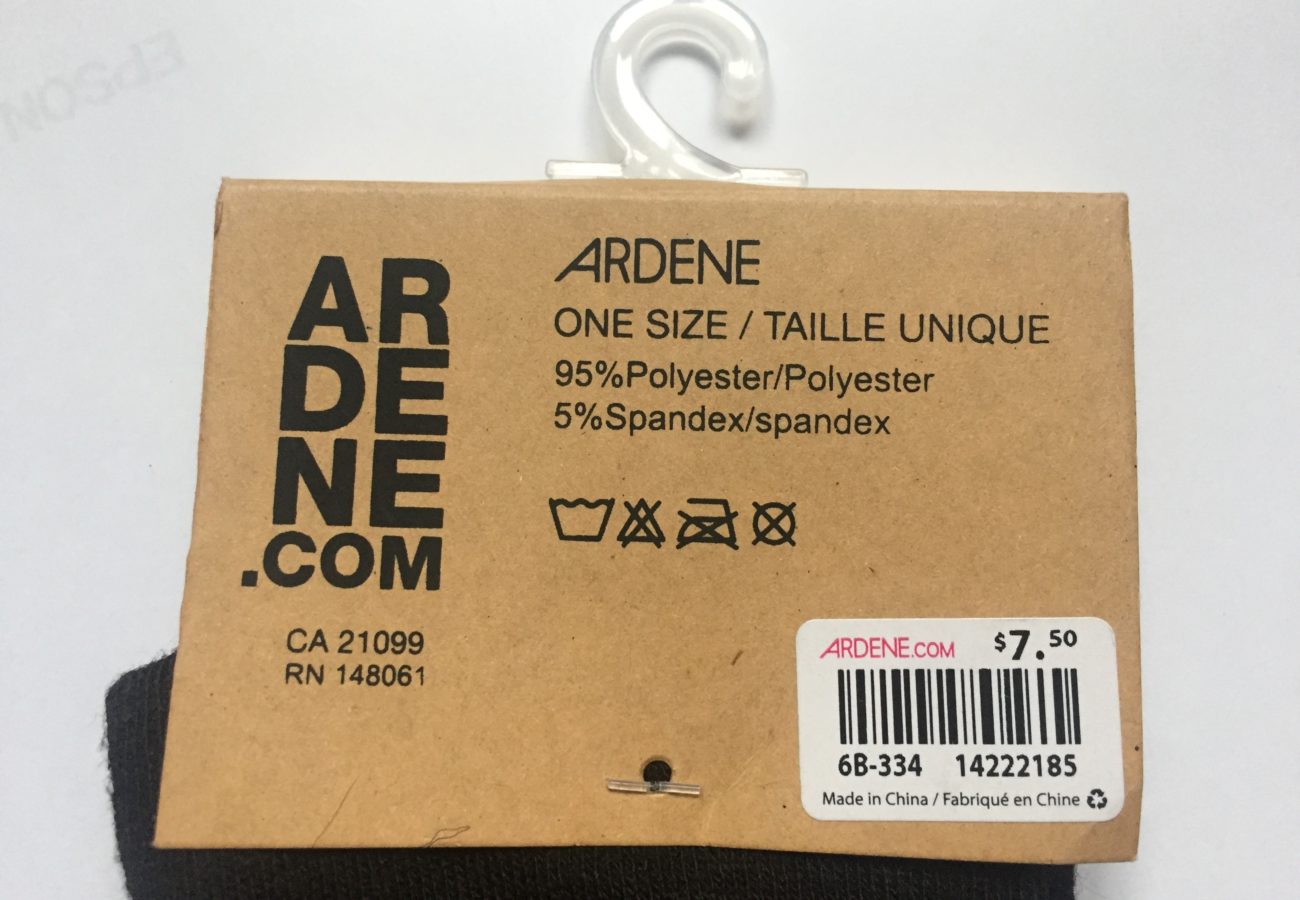 EPSON
AR
DE
NE
.COM
CA 21099
RN 148061
ARDENE
ONE SIZE / TAILLE UNIQUE
95%Polyester/Polyester
5%Spandex/spandex
ARDENE.COM $7.50
6B-334 14222185
Made in China / Fabriqué en Chine